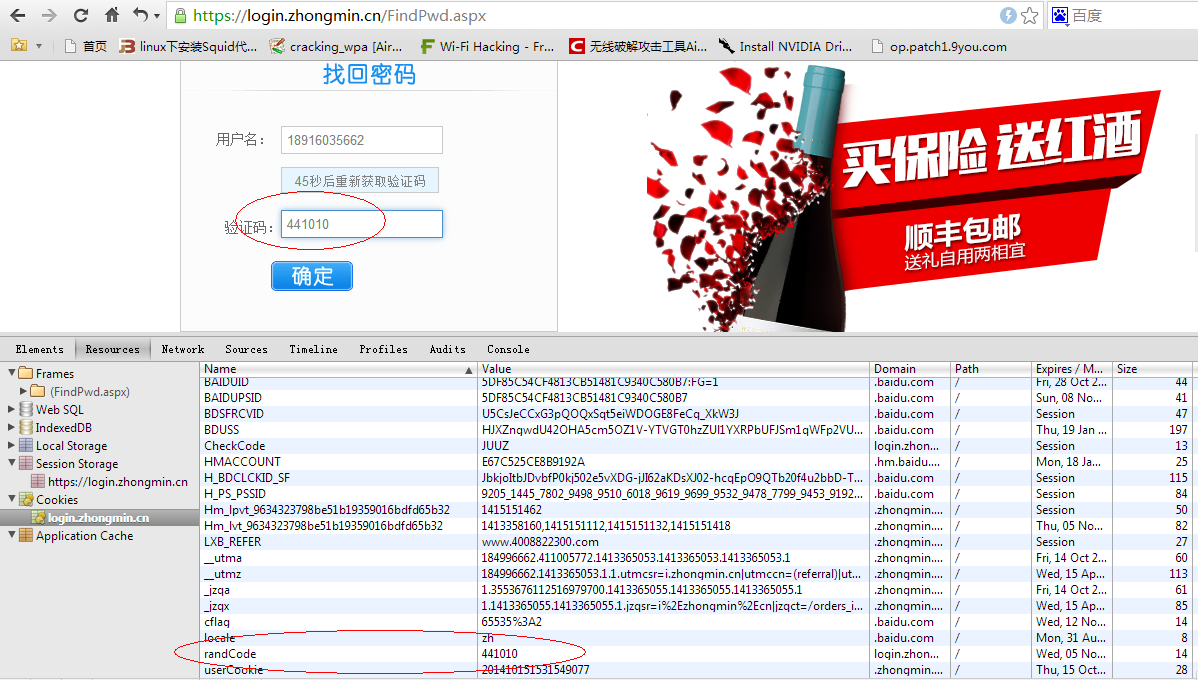 https://login.zhongmin.cn/FindPwd.aspx
百度
首页 linux下安装Squid代... cracking_wpa [Air... Wi-Fi Hacking - Fr... 无线破解攻击工具Ai... Install NVIDIA Dri... op.patch1.9you.com
找回密码
用户名： 18916035662
45秒后重新获取验证码
验证码： 441010
确定
买保险 送红酒
顺丰包邮
送礼自用两相宜
Elements Resources Network Sources Timeline Profiles Audits Console
Frames
(FindPwd.aspx)
Web SQL
IndexedDB
Local Storage
Session Storage
https://login.zhongmin.cn
Cookies
login.zhongmin.cn
Application Cache
Name Value Domain Path Expires / M... Size
BAIDUID 5DF85C54CF4813CB51481C9340C580B7:FG=1 .baidu.com / Fri, 28 Oct 2... 44
BAIDUPSID 5DF85C54CF4813CB51481C9340C580B7 .baidu.com / Sun, 08 Nov... 41
BDSFRCVID U5CsJeCCxG3pQOQxSqt5eiWDOGE8FeCq_XkW3J .baidu.com / Session 47
BDUSS HJXZnqwdU42OHA5cm5OZ1V-YTVGT0hzZUl1YXRPbUFJSm1qWFp2VU... .baidu.com / Thu, 19 Jan ... 197
CheckCode JUUZ login.zhon... / Session 13
HMACCOUNT E67C525CE8B9192A .hm.baidu.... / Mon, 18 Ja... 25
H_BDCLCKID_SF JbkjoItbJDvbfP0kj502e5vXDG-jJl62aKDsXJ02-hcqEpO9QTb20f4u2bbD-T... .baidu.com / Session 115
H_PS_PSSID 9205_1445_7802_9498_9510_6018_9619_9699_9532_9478_7799_9453_9192... .baidu.com / Session 84
Hm_lpvt_9634323798be51b19359016bdfd65b32 1415151462 .zhongmin.... / Session 50
Hm_lvt_9634323798be51b19359016bdfd65b32 1413358160,1415151112,1415151132,1415151418 .zhongmin.... / Thu, 05 Nov... 82
LXB_REFER www.4008822300.com .zhongmin.... / Session 27
__utma 184996662.411005772.1413365053.1413365053.1413365053.1 .zhongmin.... / Fri, 14 Oct 2... 60
__utmz 184996662.1413365053.1.1.utmcsr=i.zhongmin.cn|utmccn=(referral)|ut... .zhongmin.... / Wed, 15 Ap... 113
_jzqa 1.3553676112516979700.1413365055.1413365055.1413365055.1 .zhongmin.... / Fri, 14 Oct 2... 61
_jzqx 1.1413365055.1413365055.1.jzqsr=i%2Ezhongmin%2Ecn|jzqct=/orders_i... .zhongmin.... / Wed, 15 Ap... 85
cflag 65535%3A2 .baidu.com / Wed, 12 No... 14
locale zh .baidu.com / Mon, 31 Au... 8
randCode 441010 login.zhon... / Wed, 05 No... 14
userCookie 201410151531549077 .zhongmin.... / Thu, 15 Oct... 28